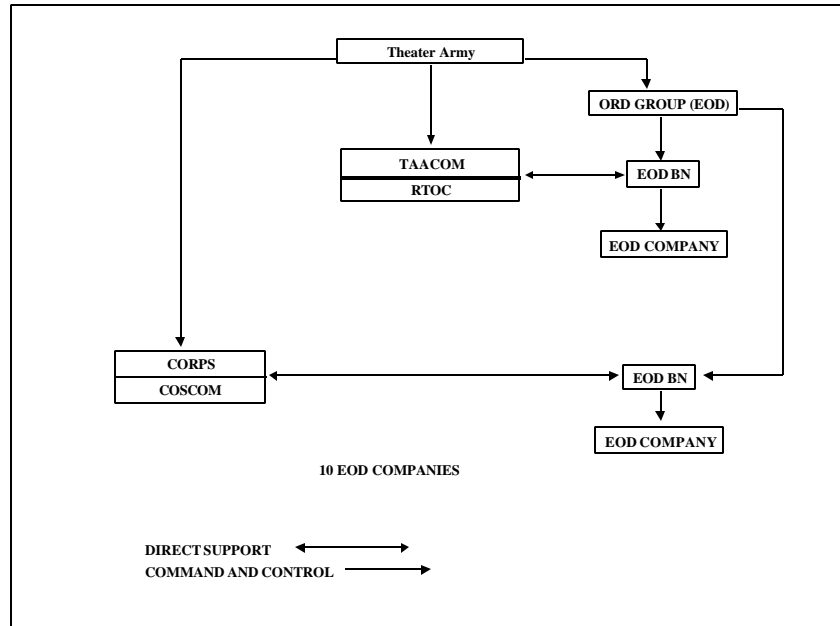 Theater Army
ORD GROUP (EOD)
TAACOM
RTOC
EOD BN
EOD COMPANY
CORPS
COSCOM
EOD BN
EOD COMPANY
10 EOD COMPANIES
DIRECT SUPPORT
COMMAND AND CONTROL